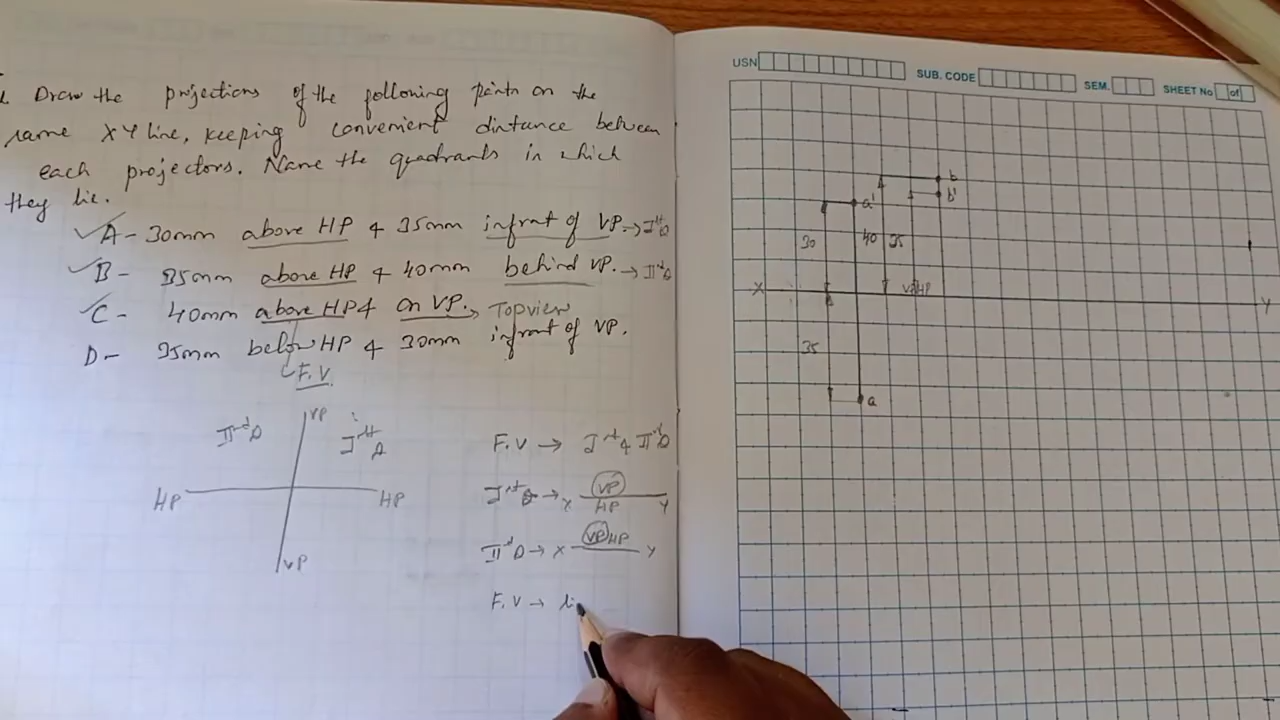 1. Draw the projections of the following points on the
same XY line, keeping convenient distance between
each projectors. Name the quadrants in which
they lie.
A - 30mm above HP & 35mm infront of VP. → Ist Q
B - 35mm above HP & 40mm behind VP. → IInd Q
C - 40mm above HP & on VP. Topview
D - 35mm below HP & 30mm infront of VP.
F.V.
IInd Q
VP
Ist Q
HP
HP
VP
F.V → Ist & IInd Q
Ist Q → X VP
HP Y
IInd Q → X VP HP Y
F.V → li
USN
SUB. CODE
SEM.
SHEET No of
b
a'
b'
30
40
35
X
VP HP
Y
35
a